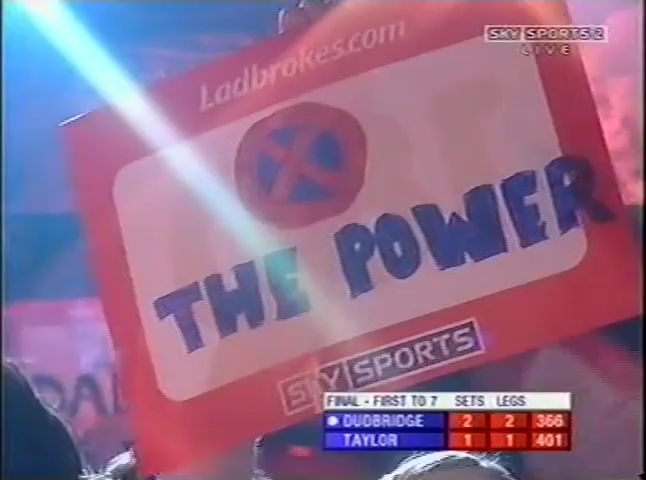 SKY SPORTS 2
LIVE
Ladbrokes.com
THE POWER
SKY SPORTS
DAL
FINAL - FIRST TO 7 SETS LEGS
DUDBRIDGE 2 2 366
TAYLOR 1 1 401